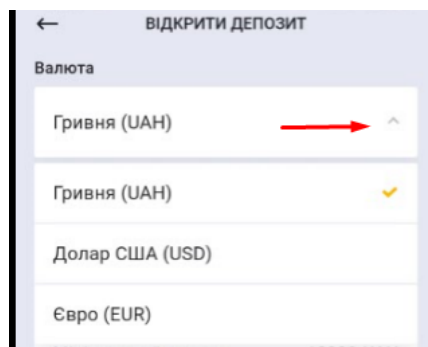 ВІДКРИТИ ДЕПОЗИТ
Валюта
Гривня (UAH)
Гривня (UAH)
Долар США (USD)
Євро (EUR)